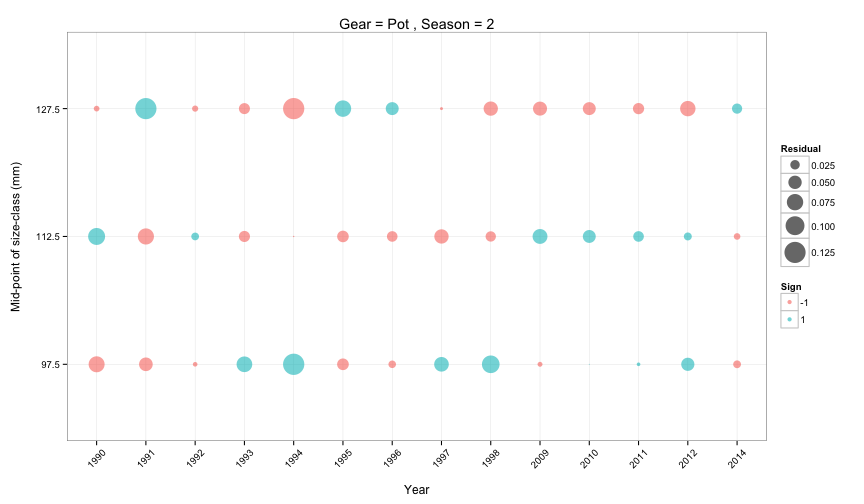 Gear = Pot , Season = 2
Mid-point of size-class (mm)
127.5
112.5
97.5
1990 1991 1992 1993 1994 1995 1996 1997 1998 2009 2010 2011 2012 2014
Year
Residual
0.025
0.050
0.075
0.100
0.125
Sign
-1
1